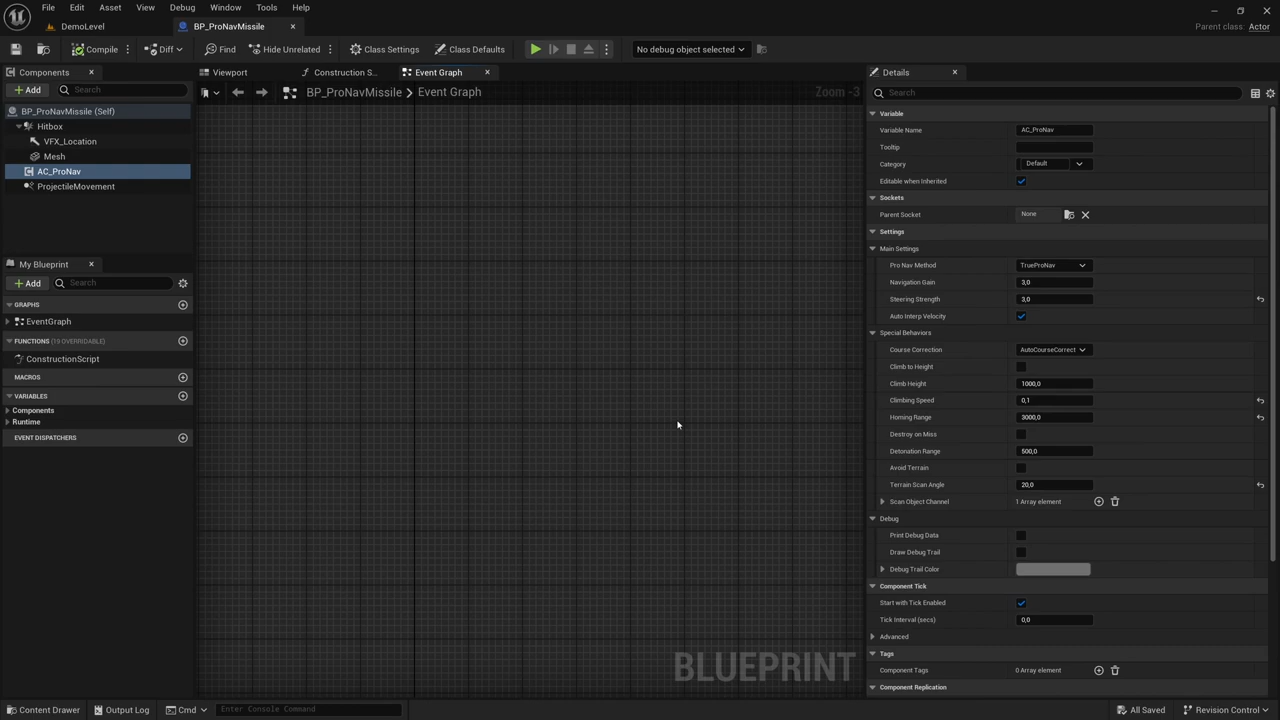 File Edit Asset View Debug Window Tools Help
DemoLevel BP_ProNavMissile Parent class: Actor
Compile Diff Find Hide Unrelated Class Settings Class Defaults No debug object selected
Components
Add Search
BP_ProNavMissile (Self)
Hitbox
VFX_Location
Mesh
AC_ProNav
ProjectileMovement
My Blueprint
Add Search
GRAPHS
EventGraph
FUNCTIONS (19 OVERRIDABLE)
ConstructionScript
MACROS
VARIABLES
Components
Runtime
EVENT DISPATCHERS
Viewport Construction S... Event Graph
BP_ProNavMissile > Event Graph Zoom -3
BLUEPRINT
Details
Search
Variable
Variable Name AC_ProNav
Tooltip
Category Default
Editable when Inherited
Sockets
Parent Socket None
Settings
Main Settings
Pro Nav Method TrueProNav
Navigation Gain 3,0
Steering Strength 3,0
Auto Interp Velocity
Special Behaviors
Course Correction AutoCourseCorrect
Climb to Height
Climb Height 1000,0
Climbing Speed 0,1
Homing Range 3000,0
Destroy on Miss
Detonation Range 500,0
Avoid Terrain
Terrain Scan Angle 20,0
Scan Object Channel 1 Array element
Debug
Print Debug Data
Draw Debug Trail
Debug Trail Color
Component Tick
Start with Tick Enabled
Tick Interval (secs) 0,0
Advanced
Tags
Component Tags 0 Array element
Component Replication
Content Drawer Output Log Cmd Enter Console Command All Saved Revision Control